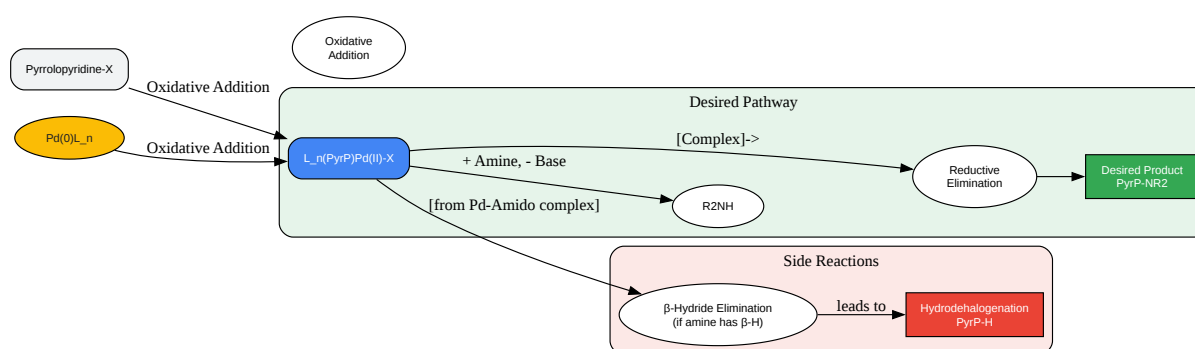 Oxidative
Addition
Pyrrolopyridine-X
Oxidative Addition
Desired Pathway
Pd(0)L_n
Oxidative Addition
L_n(PyrP)Pd(II)-X
[Complex]->
+ Amine, - Base
Reductive
Elimination
Desired Product
PyrP-NR2
[from Pd-Amido complex]
R2NH
Side Reactions
β-Hydride Elimination
(if amine has β-H)
leads to
Hydrodehalogenation
PyrP-H